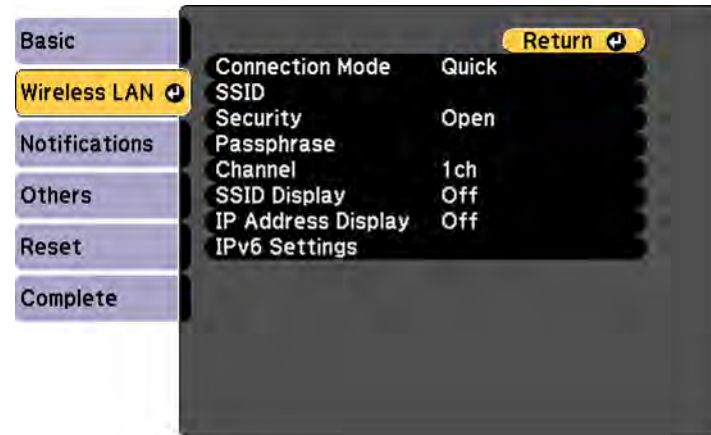 Basic
Wireless LAN
Notifications
Others
Reset
Complete
Return
Connection Mode Quick
SSID
Security Open
Passphrase
Channel 1ch
SSID Display Off
IP Address Display Off
IPv6 Settings